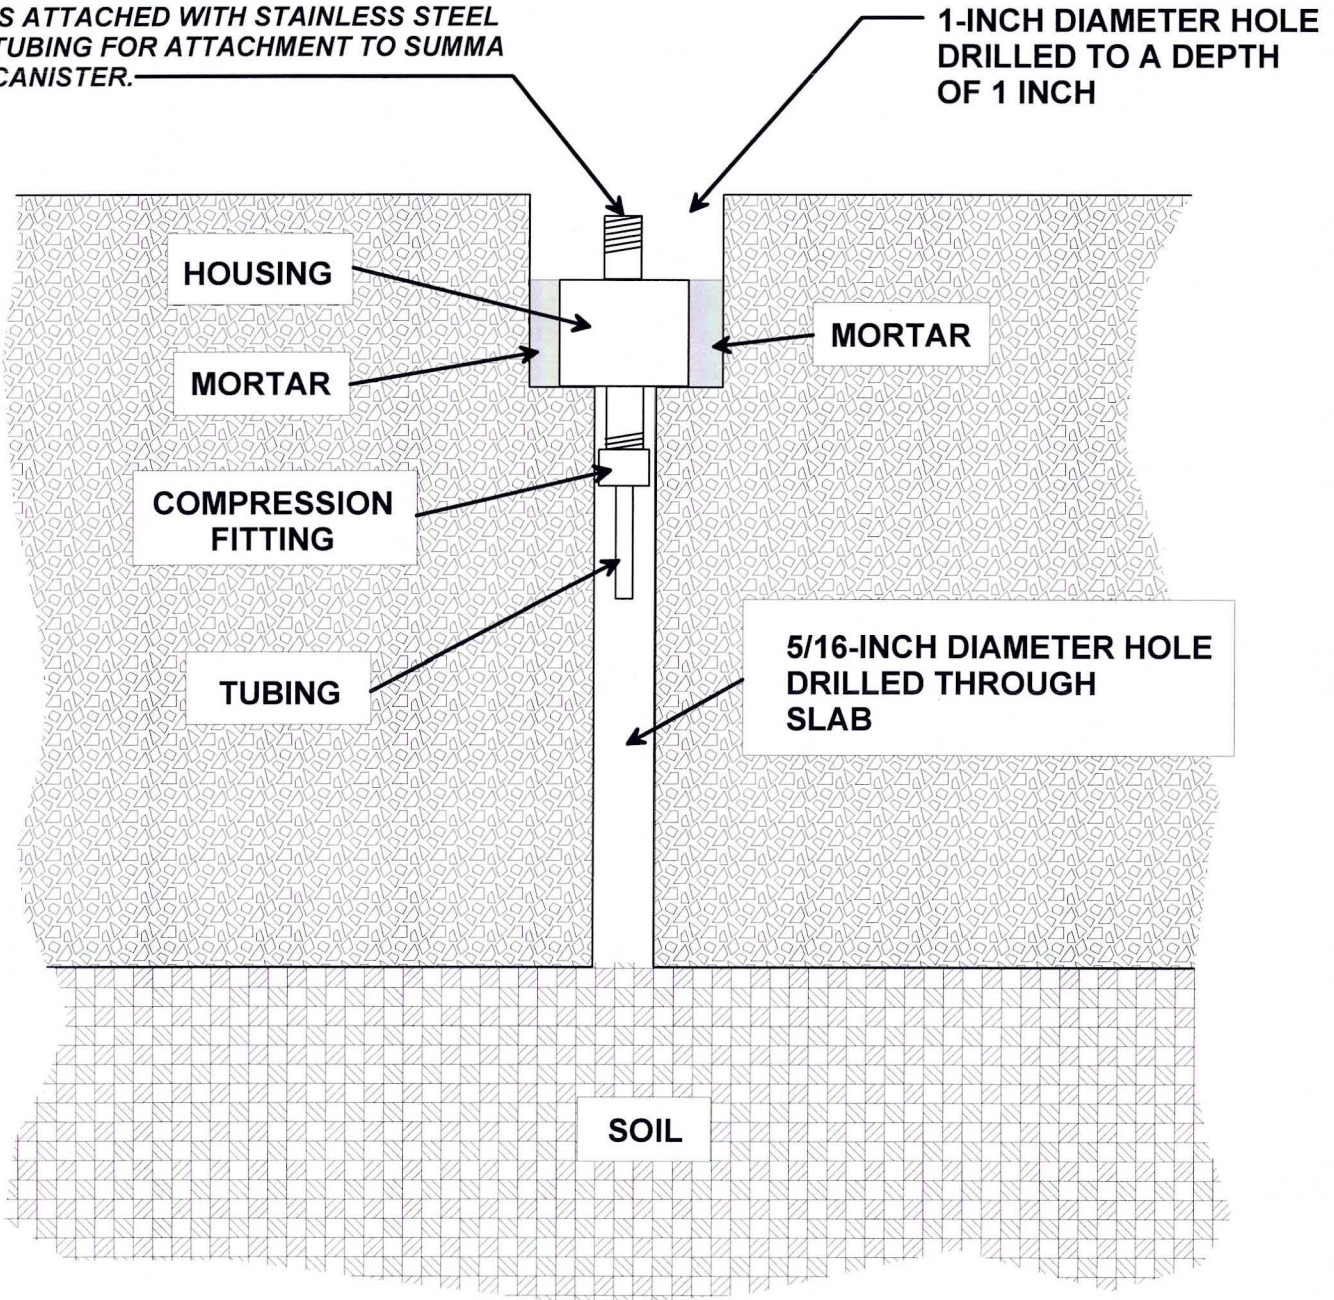 S ATTACHED WITH STAINLESS STEEL
TUBING FOR ATTACHMENT TO SUMMA
CANISTER.
1-INCH DIAMETER HOLE
DRILLED TO A DEPTH
OF 1 INCH
HOUSING
MORTAR
MORTAR
COMPRESSION
FITTING
TUBING
5/16-INCH DIAMETER HOLE
DRILLED THROUGH
SLAB
SOIL